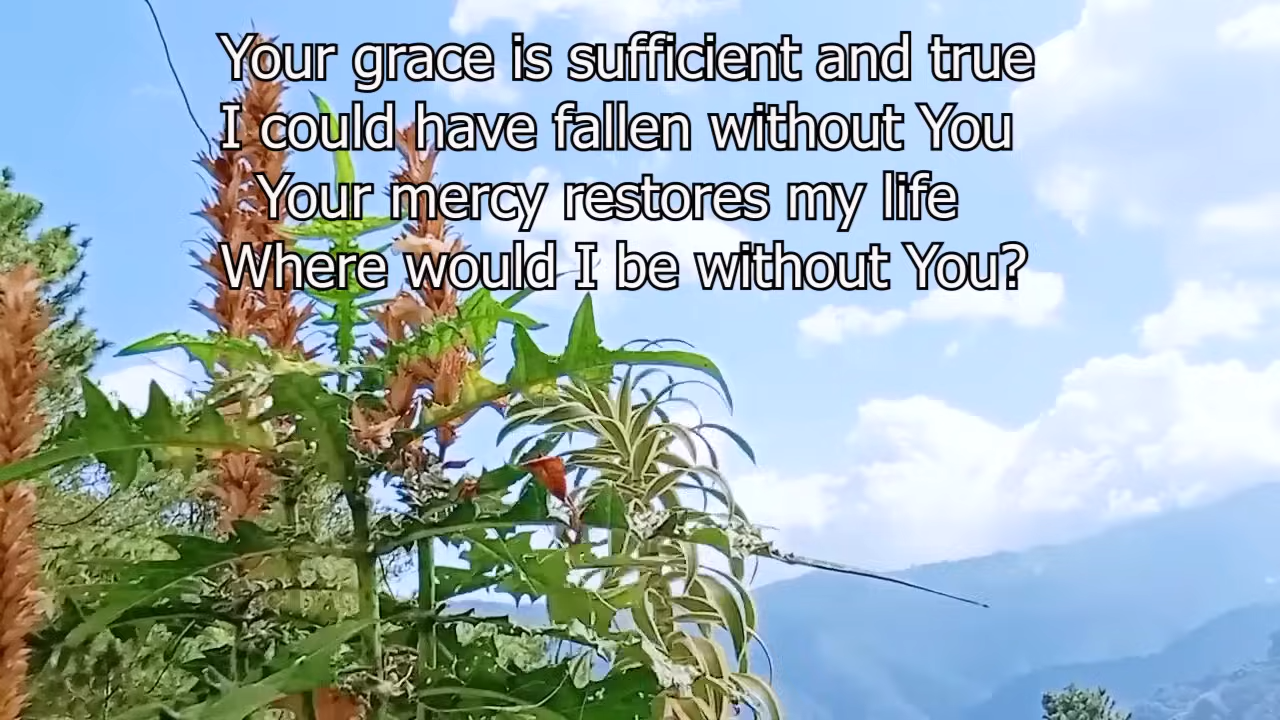 Your grace is sufficient and true
I could have fallen without You
Your mercy restores my life
Where would I be without You?